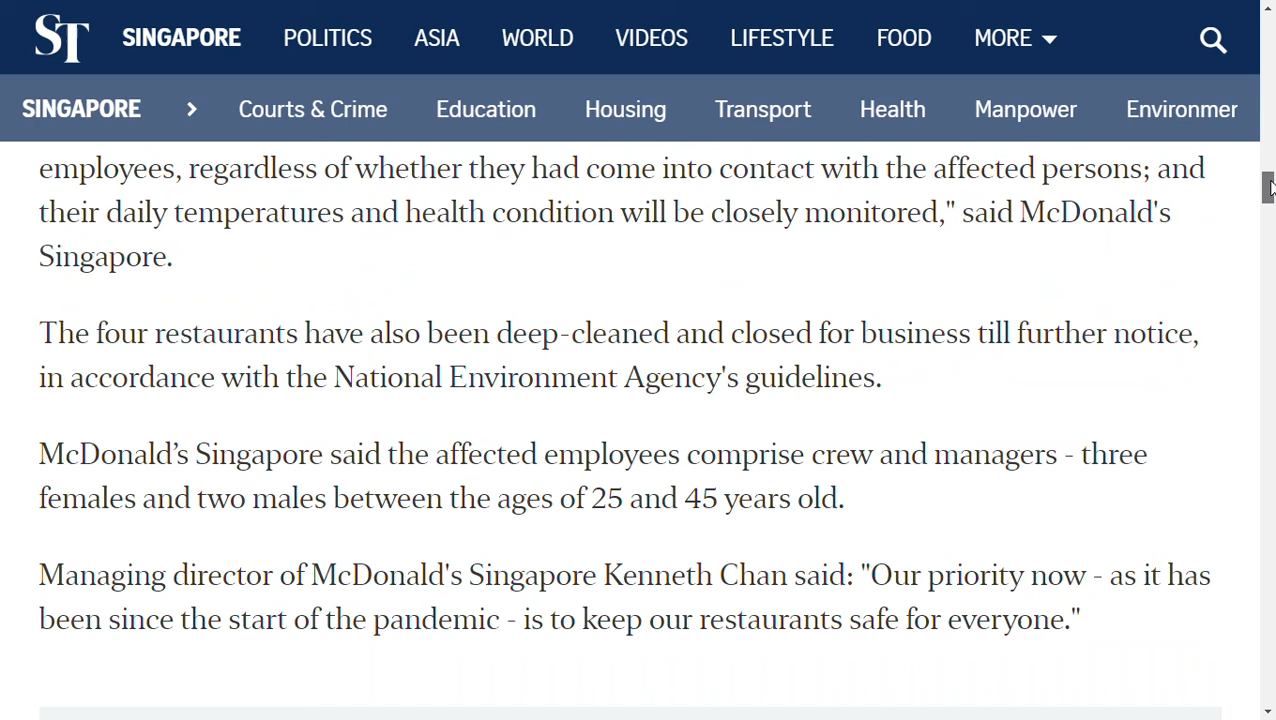 ST SINGAPORE POLITICS ASIA WORLD VIDEOS LIFESTYLE FOOD MORE
SINGAPORE Courts & Crime Education Housing Transport Health Manpower Environmer
employees, regardless of whether they had come into contact with the affected persons; and
their daily temperatures and health condition will be closely monitored," said McDonald's
Singapore.
The four restaurants have also been deep-cleaned and closed for business till further notice,
in accordance with the National Environment Agency's guidelines.
McDonald’s Singapore said the affected employees comprise crew and managers - three
females and two males between the ages of 25 and 45 years old.
Managing director of McDonald's Singapore Kenneth Chan said: "Our priority now - as it has
been since the start of the pandemic - is to keep our restaurants safe for everyone."